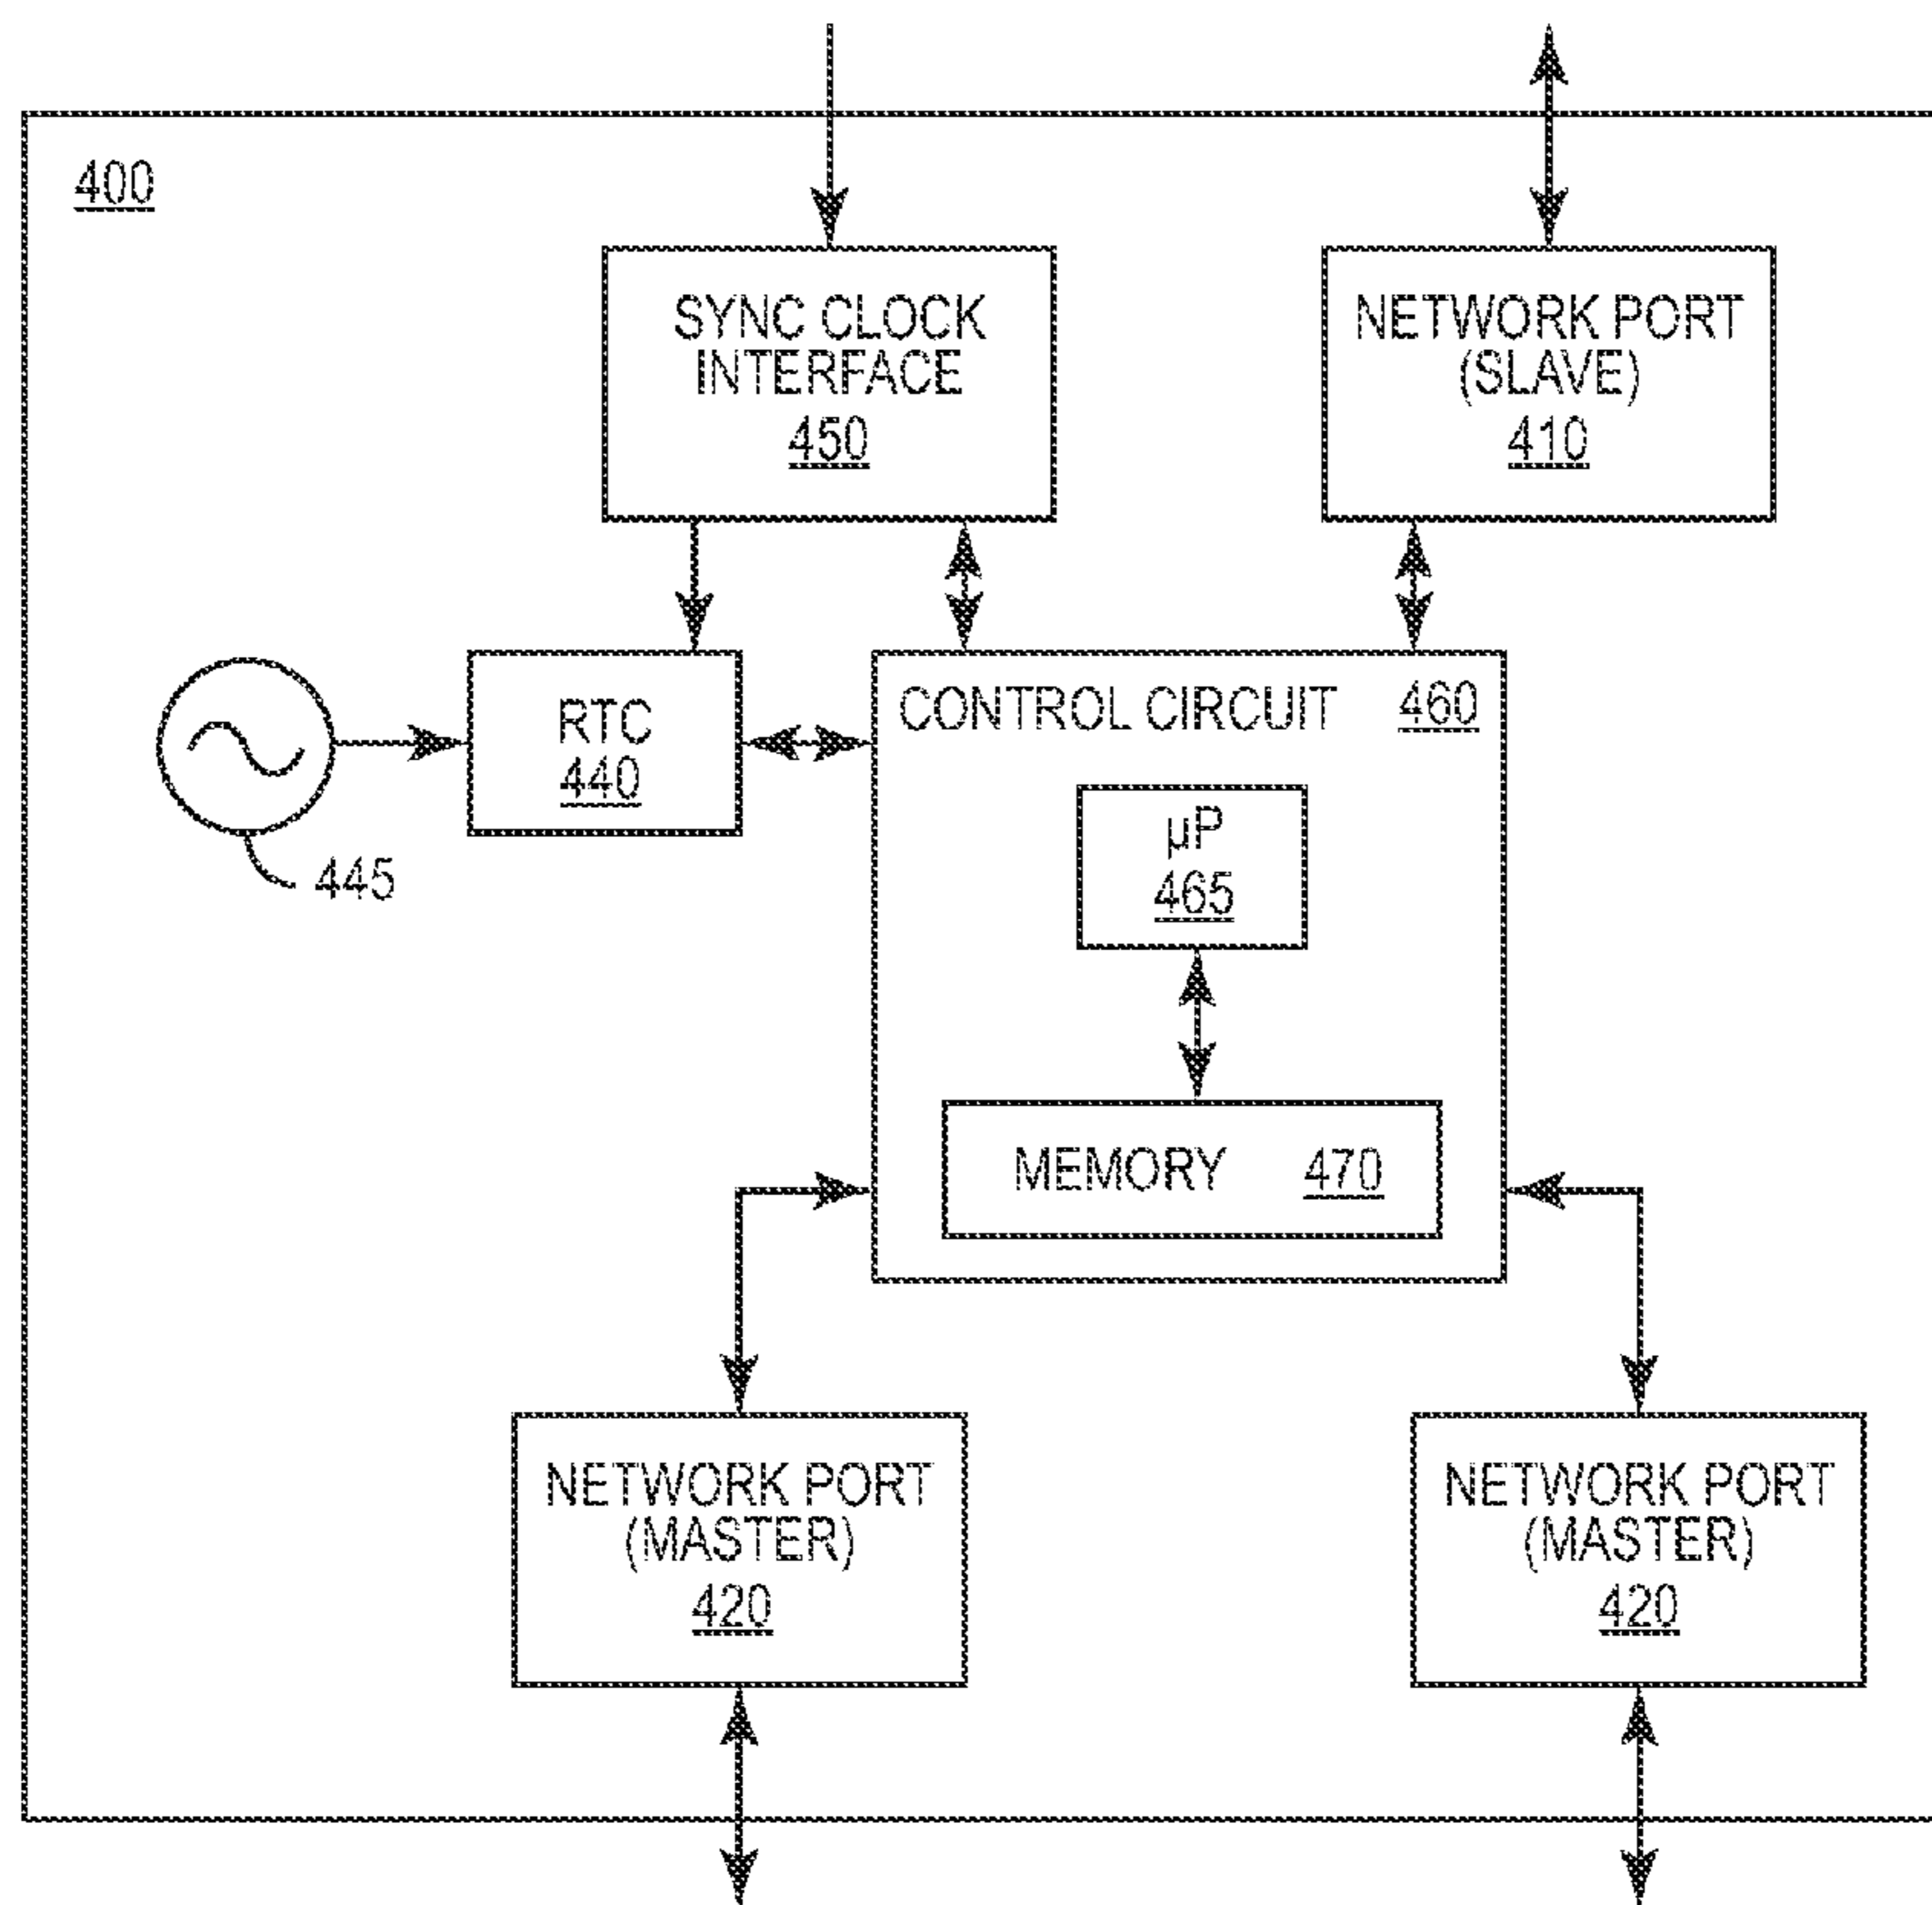 400
SYNC CLOCK
INTERFACE
450
NETWORK PORT
(SLAVE)
410
RTC
440
445
CONTROL CIRCUIT 460
µP
465
MEMORY 470
NETWORK PORT
(MASTER)
420
NETWORK PORT
(MASTER)
420